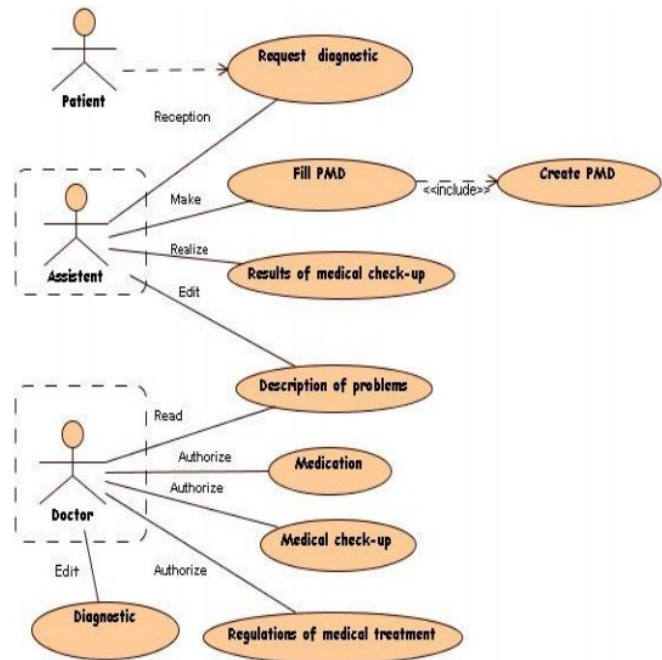 Request diagnostic
Patient
Reception
Fill PMD
Create PMD
<<include>>
Make
Realize
Assistent
Results of medical check-up
Edit
Description of problems
Read
Authorize
Medication
Authorize
Doctor
Medical check-up
Edit
Authorize
Diagnostic
Regulations of medical treatment